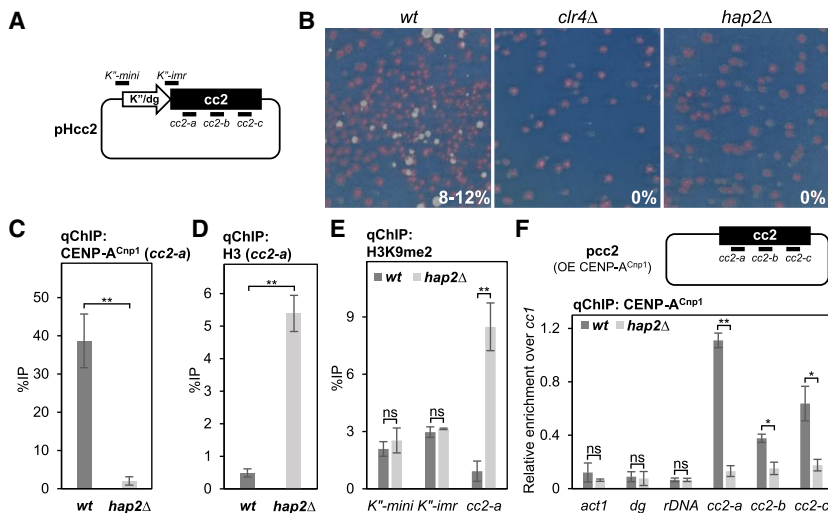 A
K"-mini K"-imr
K"/dg cc2
pHcc2
cc2-a cc2-b cc2-c
B
wt clr4Δ hap2Δ
8-12% 0% 0%
C
qChIP:
CENP-A^Cnp1 (cc2-a)
%IP
50
40
30
20
10
0
**
wt hap2Δ
D
qChIP:
H3 (cc2-a)
%IP
7
6
5
4
3
2
1
0
**
wt hap2Δ
E
qChIP:
H3K9me2
wt hap2Δ
%IP
9
6
3
0
ns ns **
K"-mini K"-imr cc2-a
F
pcc2
(OE CENP-A^Cnp1)
cc2
cc2-a cc2-b cc2-c
qChIP: CENP-A^Cnp1
wt hap2Δ
Relative enrichment over cc1
1.2
0.8
0.4
0
ns ns ns ** * *
act1 dg rDNA cc2-a cc2-b cc2-c